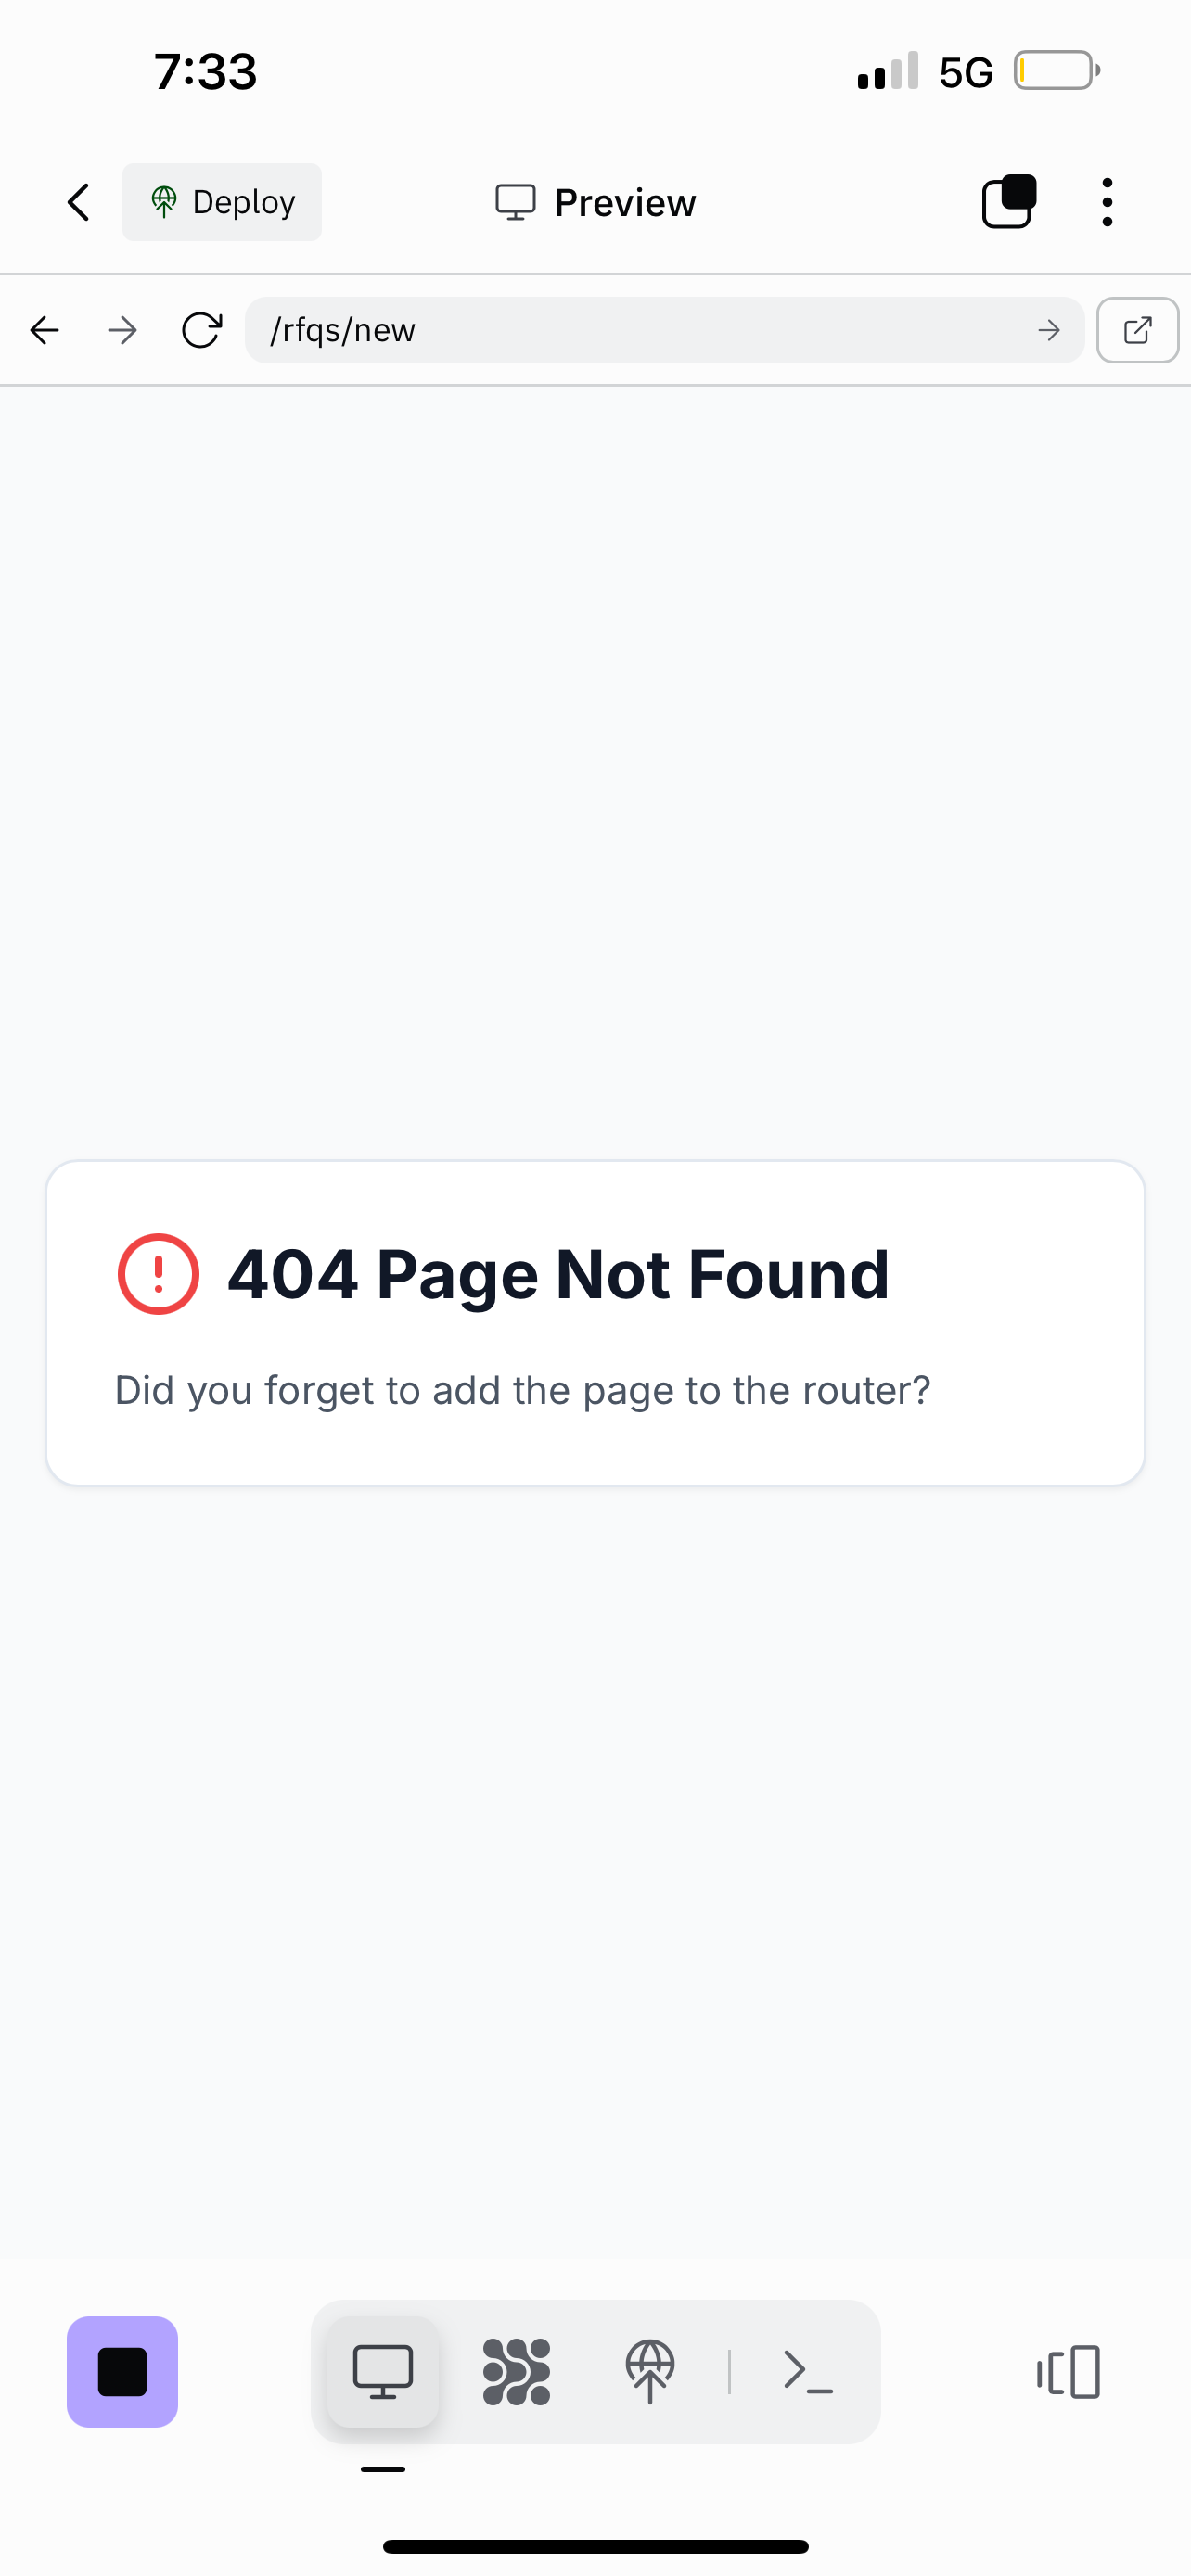 7:33
5G
Deploy
Preview
/rfqs/new
404 Page Not Found
Did you forget to add the page to the router?